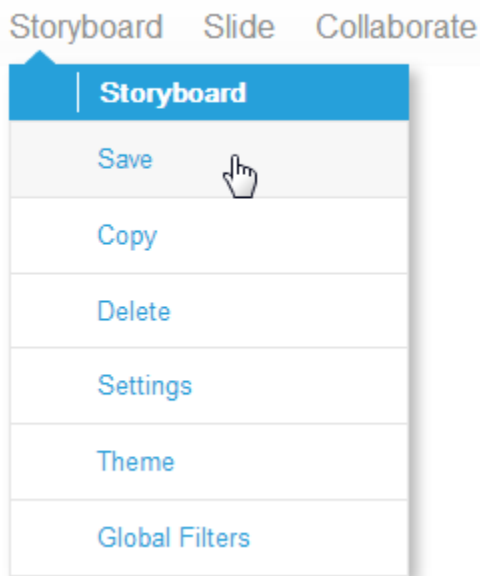 Storyboard Slide Collaborate
Storyboard
Save
Copy
Delete
Settings
Theme
Global Filters